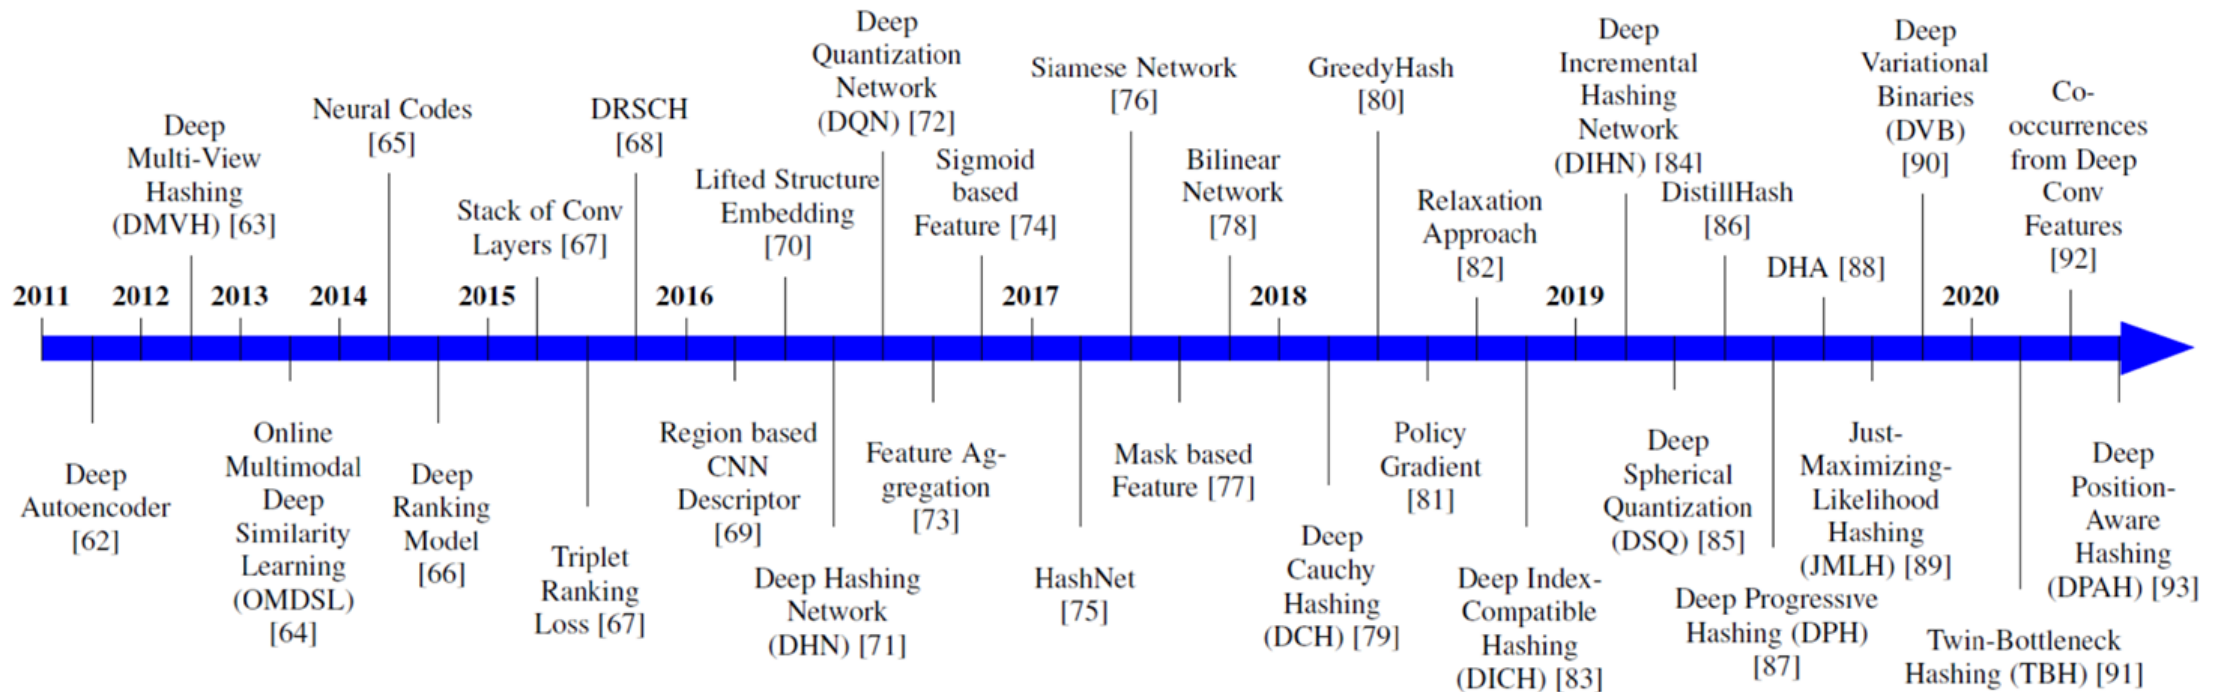 Deep
Quantization
Network
(DQN) [72]
Deep
Multi-View
Hashing
(DMVH) [63]
Neural Codes
[65]
Stack of Conv
Layers [67]
DRSCH
[68]
Lifted Structure
Embedding
[70]
Sigmoid
based
Feature [74]
Siamese Network
[76]
Bilinear
Network
[78]
GreedyHash
[80]
Relaxation
Approach
[82]
Deep
Incremental
Hashing
Network
(DIHN) [84]
DistillHash
[86]
DHA [88]
Deep
Variational
Binaries
(DVB)
[90]
Co-
occurrences
from Deep
Conv
Features
[92]
2011
2012
2013
2014
2015
2016
2017
2018
2019
2020
Deep
Autoencoder
[62]
Online
Multimodal
Deep
Similarity
Learning
(OMDSL)
[64]
Deep
Ranking
Model
[66]
Triplet
Ranking
Loss [67]
Region based
CNN
Descriptor
[69]
Deep Hashing
Network
(DHN) [71]
Feature Ag-
gregation
[73]
HashNet
[75]
Mask based
Feature [77]
Deep
Cauchy
Hashing
(DCH) [79]
Policy
Gradient
[81]
Deep Index-
Compatible
Hashing
(DICH) [83]
Deep
Spherical
Quantization
(DSQ) [85]
Deep Progressive
Hashing (DPH)
[87]
Just-
Maximizing-
Likelihood
Hashing
(JMLH) [89]
Twin-Bottleneck
Hashing (TBH) [91]
Deep
Position-
Aware
Hashing
(DPAH) [93]